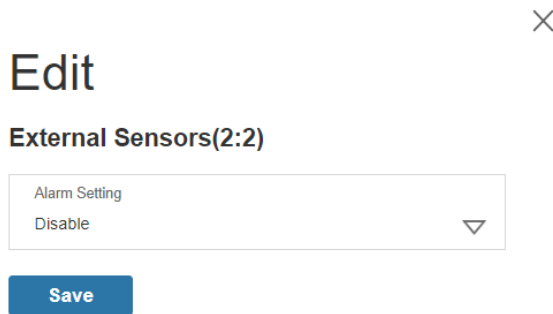 Edit
External Sensors(2:2)
Alarm Setting
Disable
Save